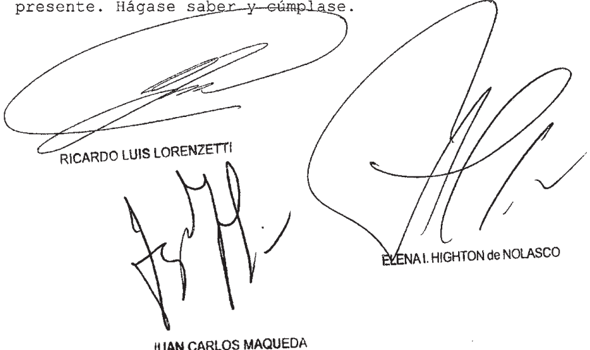 presente. Hágase saber y cúmplase.
RICARDO LUIS LORENZETTI
ELENA I. HIGHTON de NOLASCO
JUAN CARLOS MAQUEDA